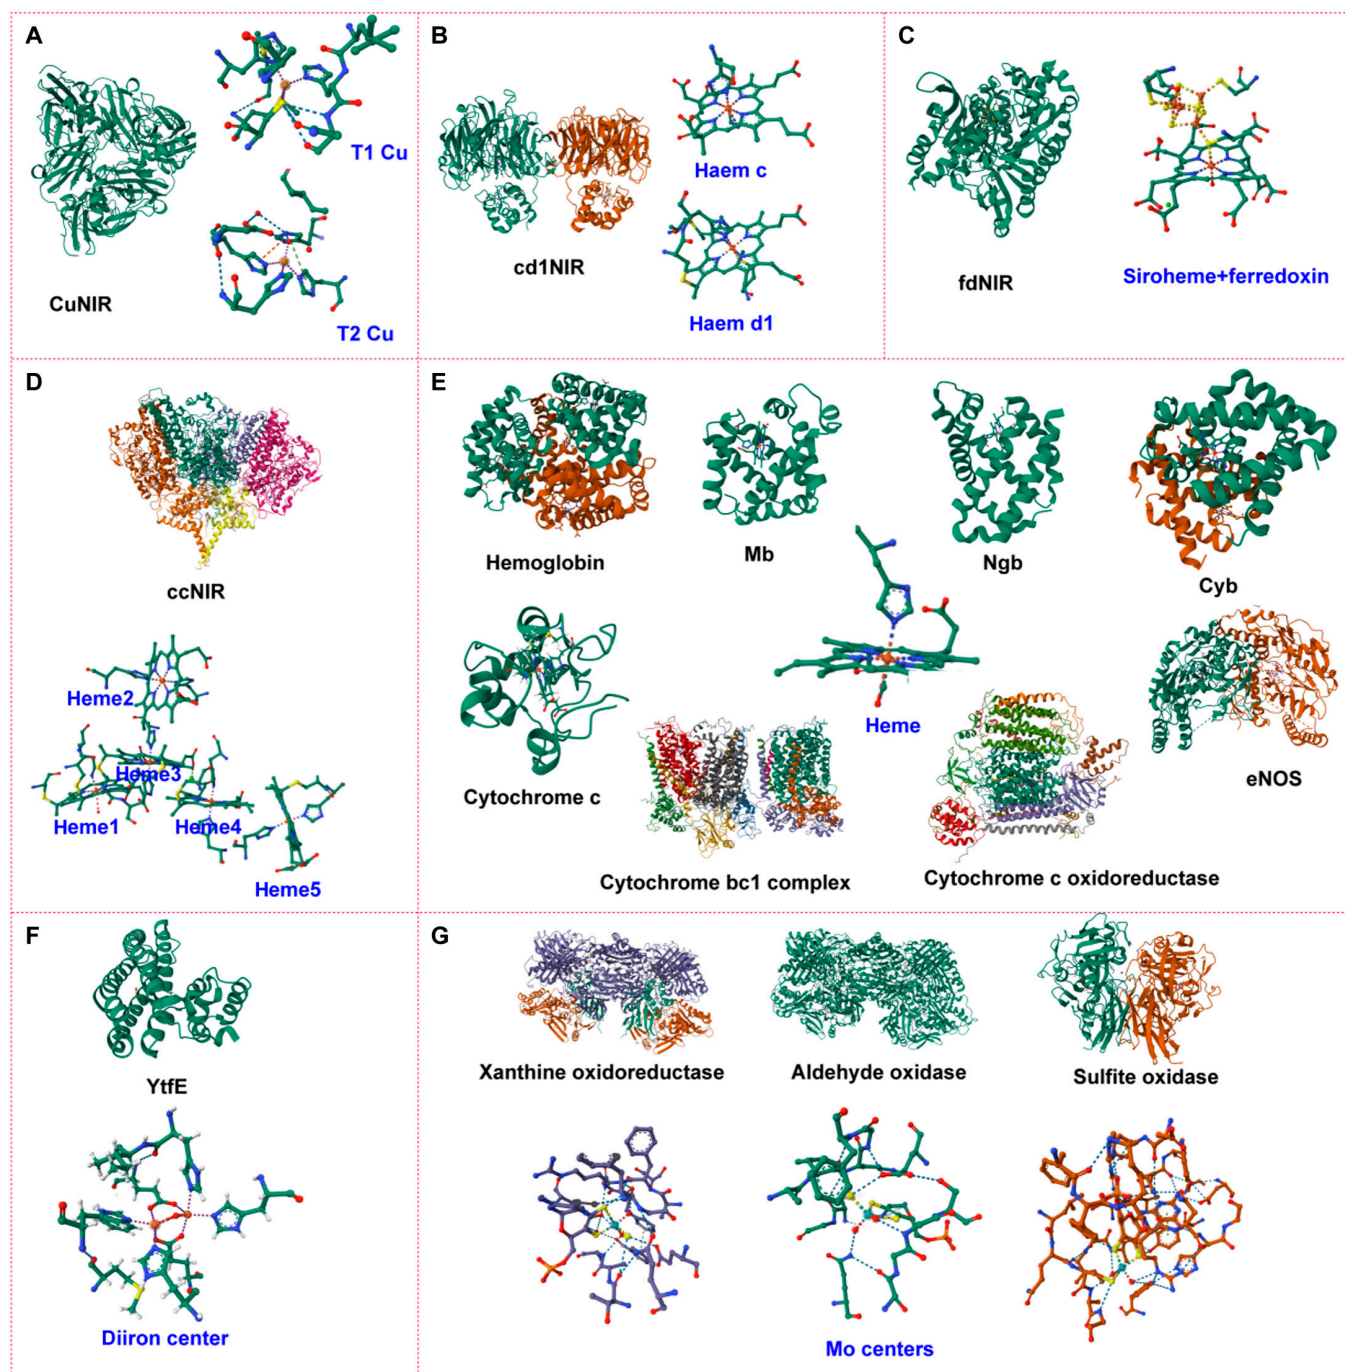 A
T1 Cu
CuNIR
T2 Cu
B
Haem c
cd1NIR
Haem d1
C
fdNIR
Siroheme+ferredoxin
D
ccNIR
Heme2
Heme3
Heme1
Heme4
Heme5
E
Hemoglobin
Mb
Ngb
Cyb
Heme
Cytochrome c
eNOS
Cytochrome bc1 complex
Cytochrome c oxidoreductase
F
YtfE
Diiron center
G
Xanthine oxidoreductase
Aldehyde oxidase
Sulfite oxidase
Mo centers